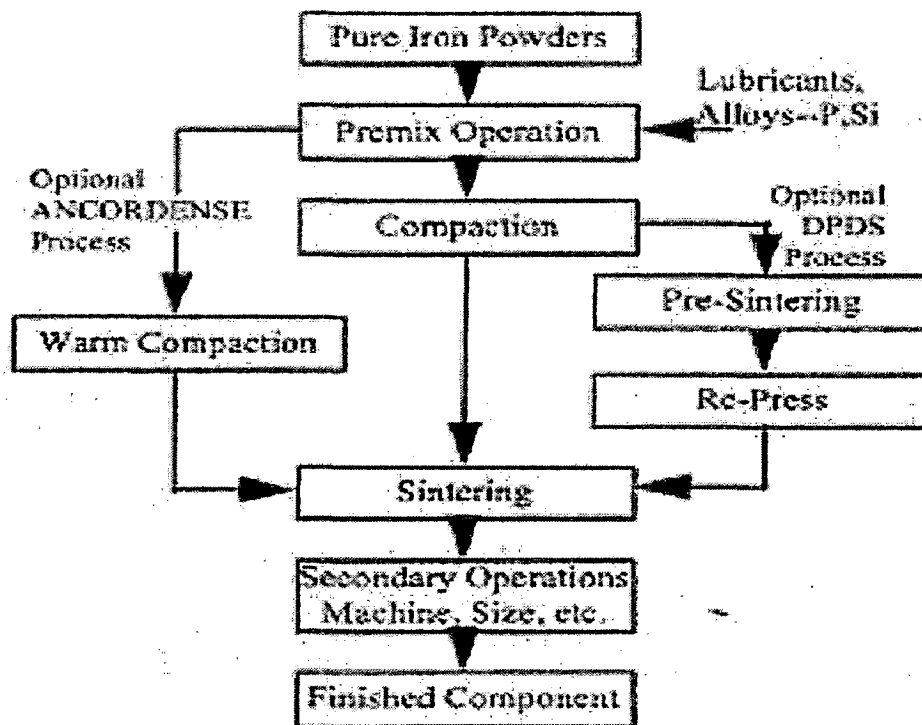 Pure Iron Powders
Lubricants,
Alloys--P,Si
Premix Operation
Optional
ANCORDENSE
Process
Compaction
Optional
DPDS
Process
Pre-Sintering
Warm Compaction
Re-Press
Sintering
Secondary Operations
Machine, Size, etc.
Finished Component